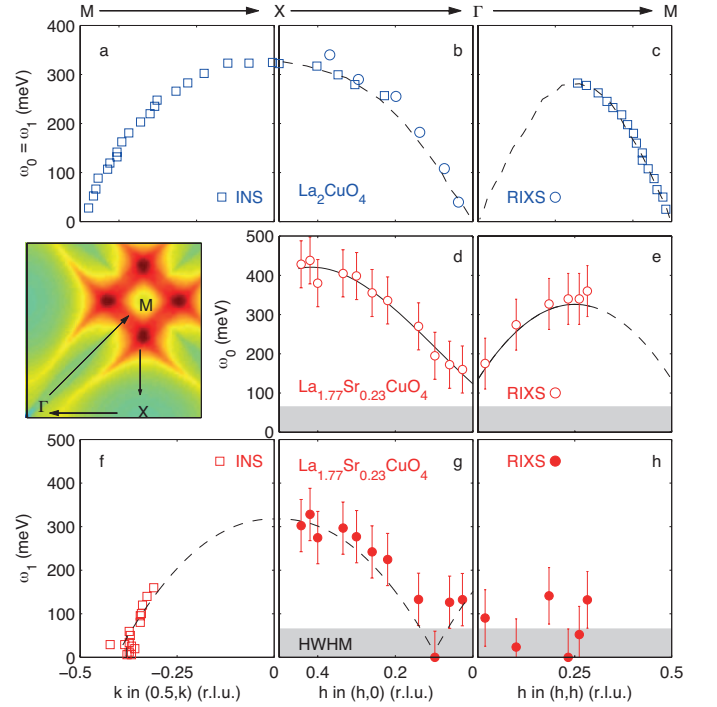 M X Γ M
a b c
400
300
200
100
0
ω₀ = ω₁ (meV)
INS La₂CuO₄ RIXS
M
Γ
X
500
400
300
200
100
0
ω₀ (meV)
d e
La₁.₇₇Sr₀.₂₃CuO₄ RIXS
500
400
300
200
100
0
ω₁ (meV)
f INS La₁.₇₇Sr₀.₂₃CuO₄ g RIXS h
HWHM
−0.5 −0.25 0 0.4 0.2 0 0.25 0.5
k in (0.5,k) (r.l.u.) h in (h,0) (r.l.u.) h in (h,h) (r.l.u.)